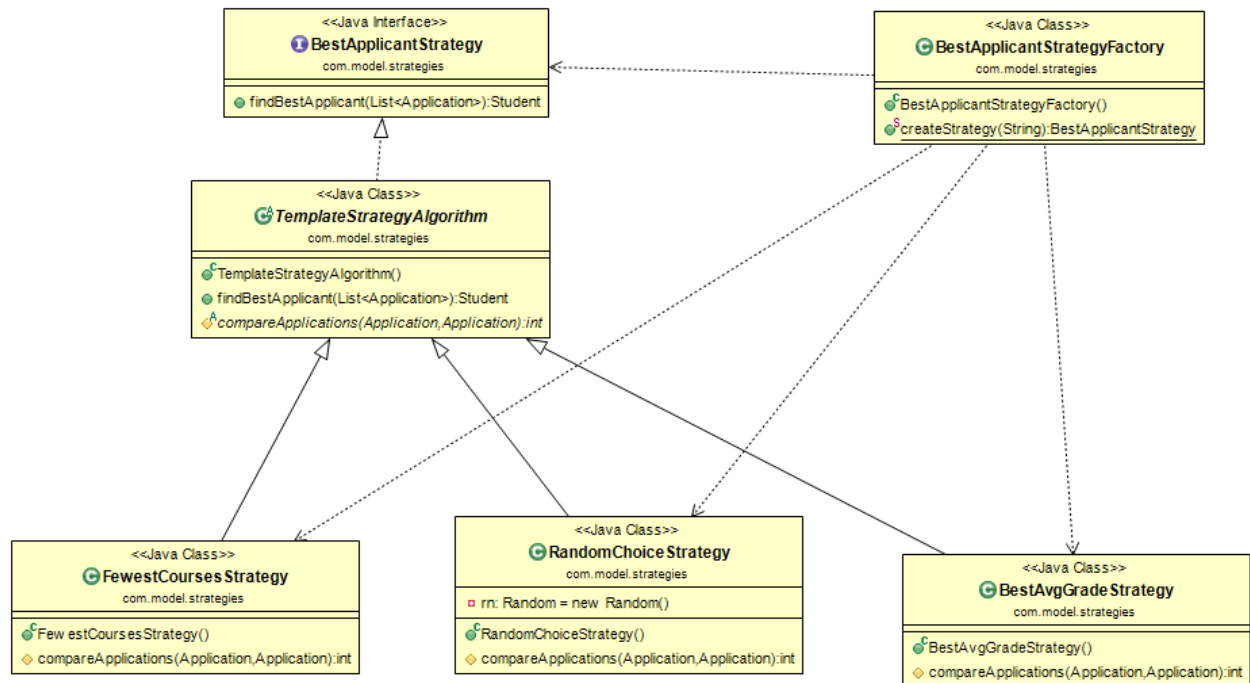 <<Java Interface>>
BestApplicantStrategy
com.model.strategies
findBestApplicant(List<Application>):Student
<<Java Class>>
BestApplicantStrategyFactory
com.model.strategies
BestApplicantStrategyFactory()
createStrategy(String):BestApplicantStrategy
<<Java Class>>
TemplateStrategyAlgorithm
com.model.strategies
TemplateStrategyAlgorithm()
findBestApplicant(List<Application>):Student
compareApplications(Application,Application):int
<<Java Class>>
FewestCoursesStrategy
com.model.strategies
FewestCoursesStrategy()
compareApplications(Application,Application):int
<<Java Class>>
RandomChoiceStrategy
com.model.strategies
rn: Random = new Random()
RandomChoiceStrategy()
compareApplications(Application,Application):int
<<Java Class>>
BestAvgGradeStrategy
com.model.strategies
BestAvgGradeStrategy()
compareApplications(Application,Application):int